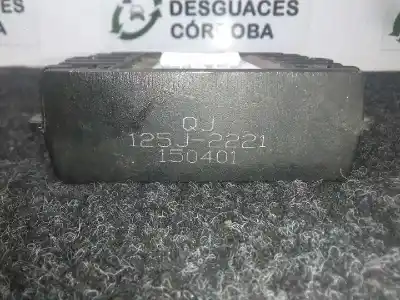 DESGUACES
CÓRDOBA
QJ
125J-2221
150401